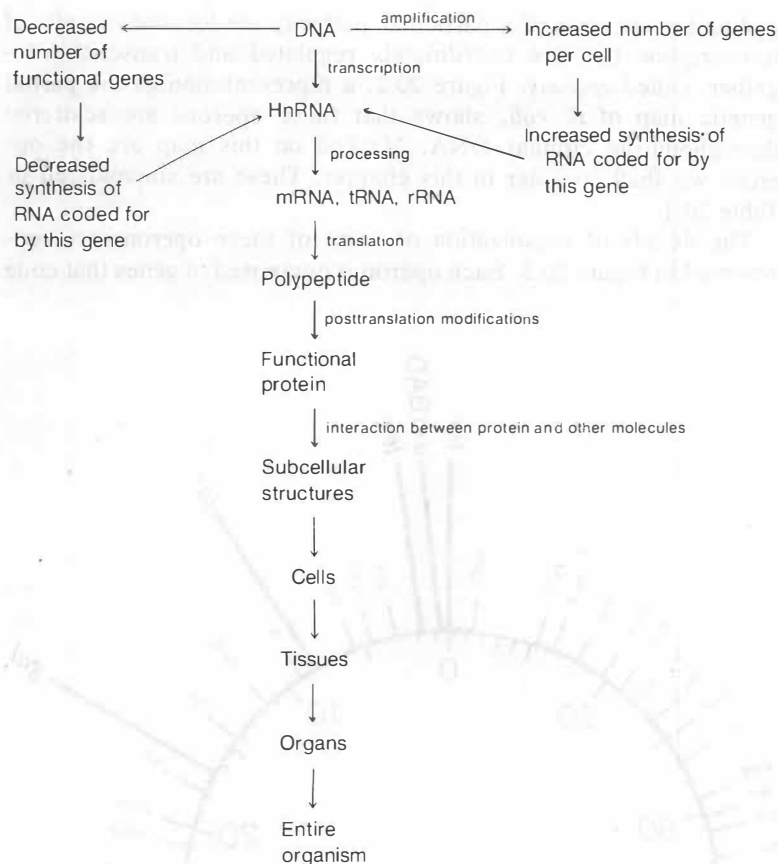 Decreased
number of
functional genes
DNA
amplification
Increased number of genes
per cell
transcription
HnRNA
Decreased
synthesis of
RNA coded for
by this gene
processing
Increased synthesis of
RNA coded for by
this gene
mRNA, tRNA, rRNA
translation
Polypeptide
posttranslation modifications
Functional
protein
interaction between protein and other molecules
Subcellular
structures
Cells
Tissues
Organs
Entire
organism